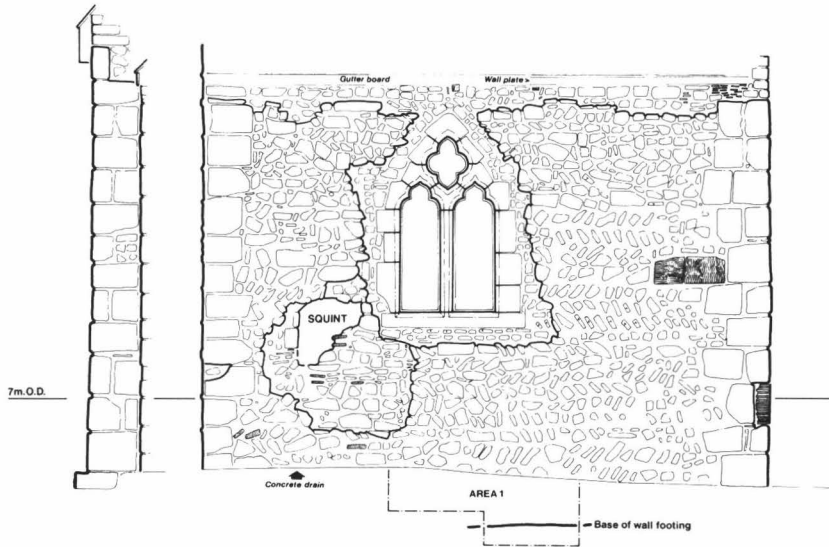 Gutter board
Wall plate >
SQUINT
7m.O.D.
Concrete drain
AREA 1
Base of wall footing